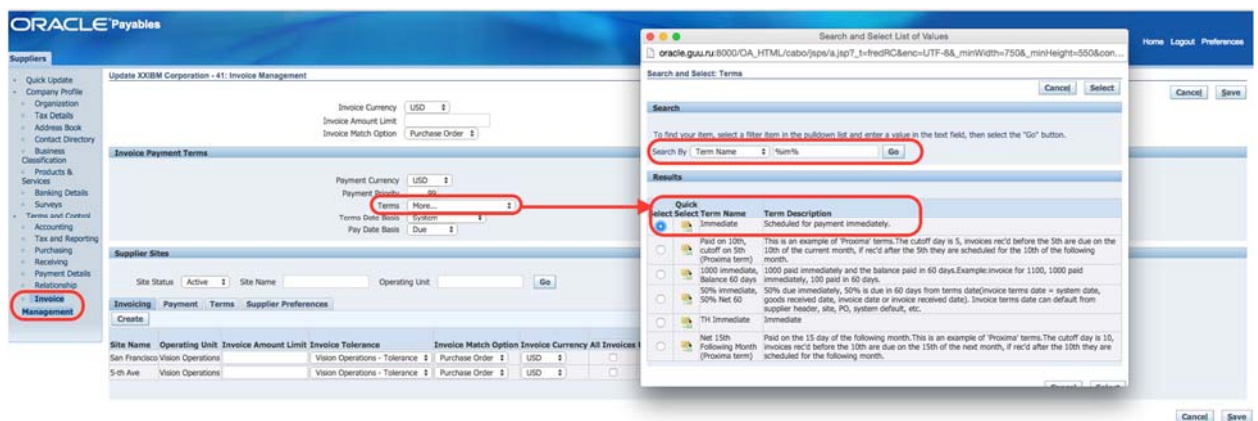 ORACLE Payables
Home Logout Preferences
Suppliers
Quick Update
Company Profile
Organization
Tax Details
Address Book
Contact Directory
Business
Classification
Products &
Services
Banking Details
Surveys
Terms and Control
Accounting
Tax and Reporting
Purchasing
Receiving
Payment Details
Relationship
Invoice
Management
Update XXIBM Corporation - 41: Invoice Management
Cancel Save
Invoice Currency USD
Invoice Amount Limit
Invoice Match Option Purchase Order
Invoice Payment Terms
Payment Currency USD
Payment Priority 99
Terms More...
Terms Date Basis System
Pay Date Basis Due
Supplier Sites
Site Status Active Site Name Operating Unit Go
Invoicing Payment Terms Supplier Preferences
Create
Site Name Operating Unit Invoice Amount Limit Invoice Tolerance Invoice Match Option Invoice Currency All Invoices
San Francisco Vision Operations Vision Operations - Tolerance Purchase Order USD
5-th Ave Vision Operations Vision Operations - Tolerance Purchase Order USD
Search and Select List of Values
oracle.guu.ru:8000/OA_HTML/cabo/jsps/a.jsp?_t=fredRC&enc=UTF-8&_minWidth=750&_minHeight=550&con...
Search and Select: Terms
Cancel Select
Search
To find your item, select a filter item in the pulldown list and enter a value in the text field, then select the "Go" button.
Search By Term Name %im% Go
Results
Quick
Select Select Term Name Term Description
Immediate Scheduled for payment immediately.
Paid on 10th, This is an example of 'Proxima' terms.The cutoff day is 5, invoices rec'd before the 5th are due on the
cutoff on 5th 10th of the current month, if rec'd after the 5th they are scheduled for the 10th of the following
(Proxima term) month.
1000 immediate, 1000 paid immediately and the balance paid in 60 days.Example:invoice for 1100, 1000 paid
Balance 60 days immediately, 100 paid in 60 days.
50% immediate, 50% due immediately, 50% is due in 60 days from terms date(invoice terms date = system date,
50% Net 60 goods received date, invoice date or invoice received date). Invoice terms date can default from
supplier header, site, PO, system default, etc.
TH Immediate Immediate
Net 15th Paid on the 15 day of the following month.This is an example of 'Proxima' terms.The cutoff day is 10,
Following Month invoices rec'd before the 10th are due on the 15th of the next month, if rec'd after the 10th they are
(Proxima term) scheduled for the following month.
Cancel Select
Cancel Save